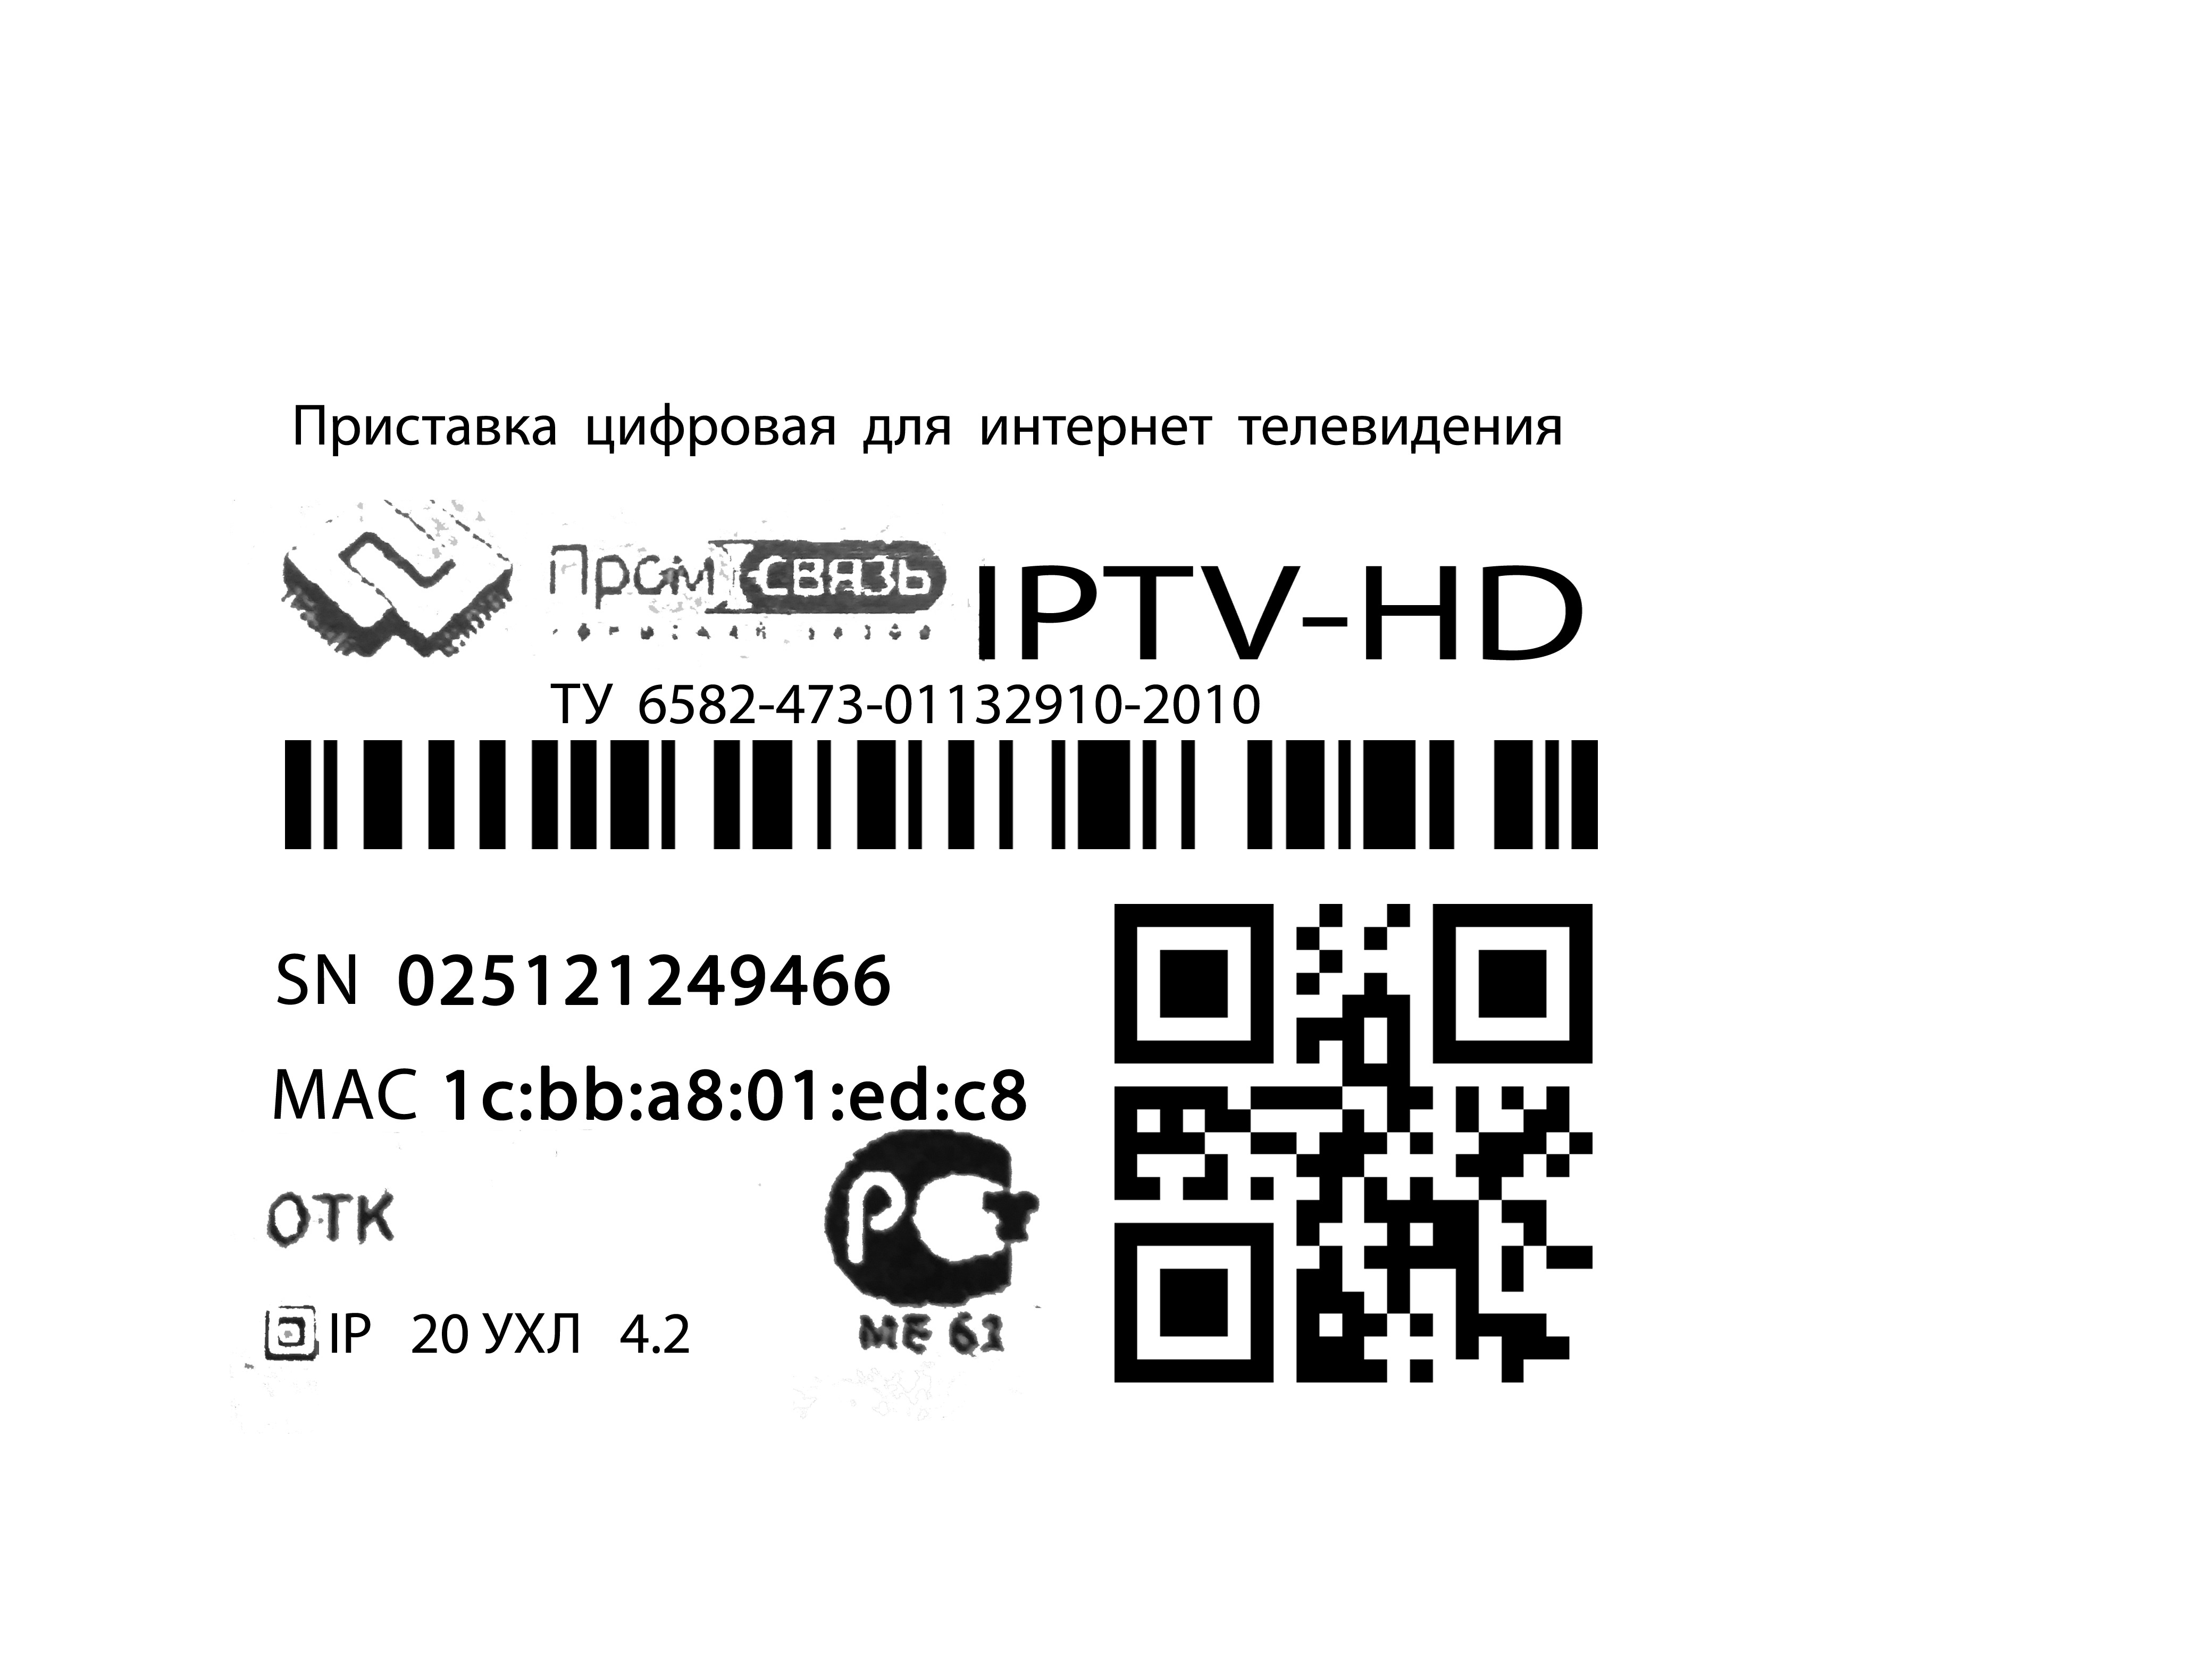 Приставка цифровая для интернет телевидения
Пром СВЯЗЬ IPTV-HD
ТУ 6582-473-01132910-2010
SN 025121249466
MAC 1c:bb:a8:01:ed:c8
ОТК
РСТ
IP 20 УХЛ 4.2
МЕ 61